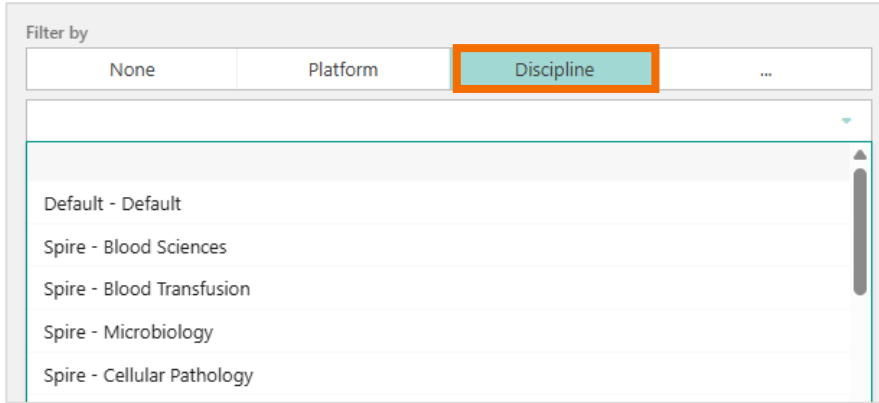 Filter by
None Platform Discipline ...
Default - Default
Spire - Blood Sciences
Spire - Blood Transfusion
Spire - Microbiology
Spire - Cellular Pathology